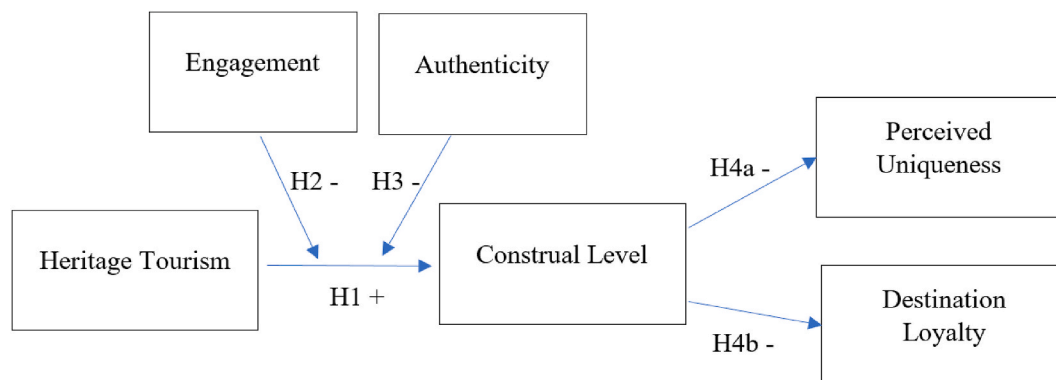 Engagement
Authenticity
H2 -
H3 -
H4a -
Perceived
Uniqueness
Heritage Tourism
Construal Level
H1 +
Destination
Loyalty
H4b -